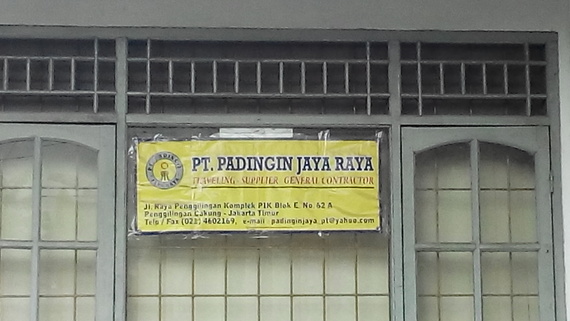 PT. PADINGIN JAYA RAYA
TRAVELING - SUPPLIER - GENERAL CONTRACTOR
Jl. Raya Penggilingan Komplek PIK Blok E. No. 62 A
Penggilingan Cakung - Jakarta Timur
Telp / Fax (021) 4602169, e-mail padinginjaya_pt@yahoo.com